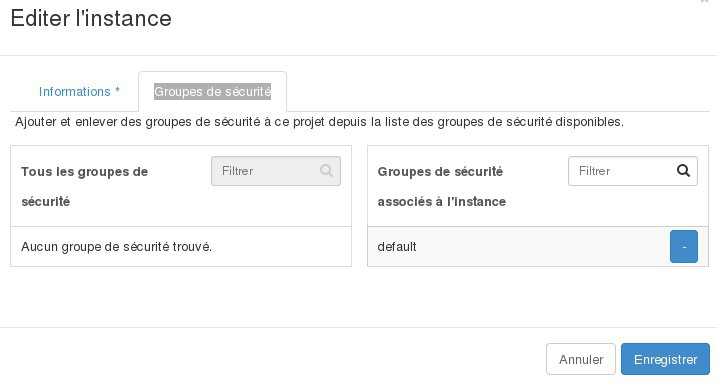 Editer l'instance
Informations *
Groupes de sécurité
Ajouter et enlever des groupes de sécurité à ce projet depuis la liste des groupes de sécurité disponibles.
Tous les groupes de
sécurité
Filtrer
Aucun groupe de sécurité trouvé.
Groupes de sécurité
associés à l'instance
Filtrer
default
-
Annuler
Enregistrer